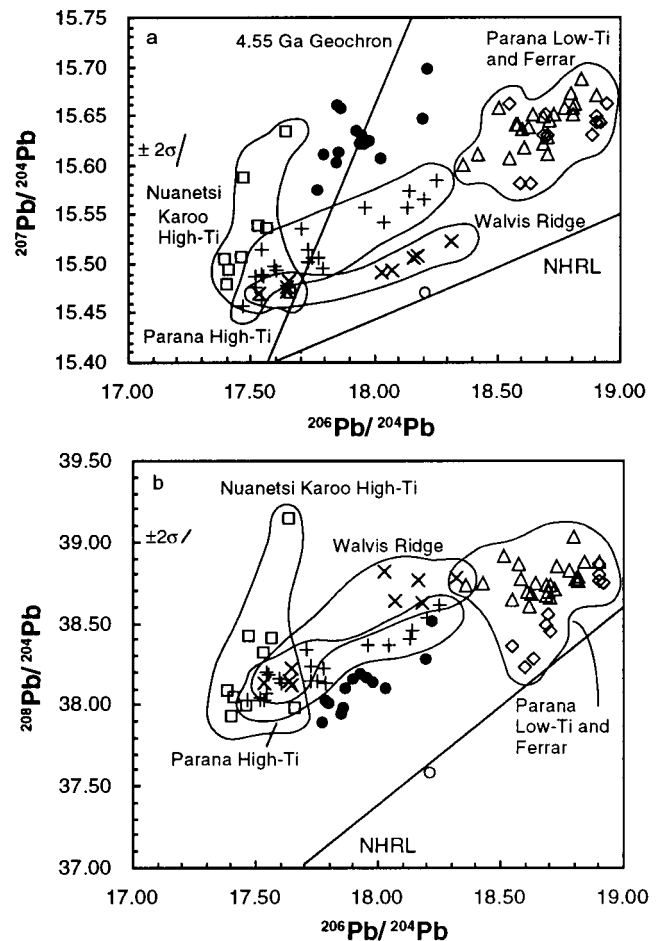 15.75
15.70
15.65
15.60
15.55
15.50
15.45
15.40
²⁰⁷Pb/ ²⁰⁴Pb
a
4.55 Ga Geochron
Parana Low-Ti
and Ferrar
± 2σ
Nuanetsi
Karoo
High-Ti
Walvis Ridge
NHRL
Parana High-Ti
17.00 17.50 18.00 18.50 19.00
²⁰⁶Pb/ ²⁰⁴Pb
39.50
39.00
38.50
38.00
37.50
37.00
²⁰⁸Pb/ ²⁰⁴Pb
b
Nuanetsi Karoo High-Ti
±2σ
Walvis Ridge
Parana High-Ti
Parana
Low-Ti and
Ferrar
NHRL
17.00 17.50 18.00 18.50 19.00
²⁰⁶Pb/ ²⁰⁴Pb